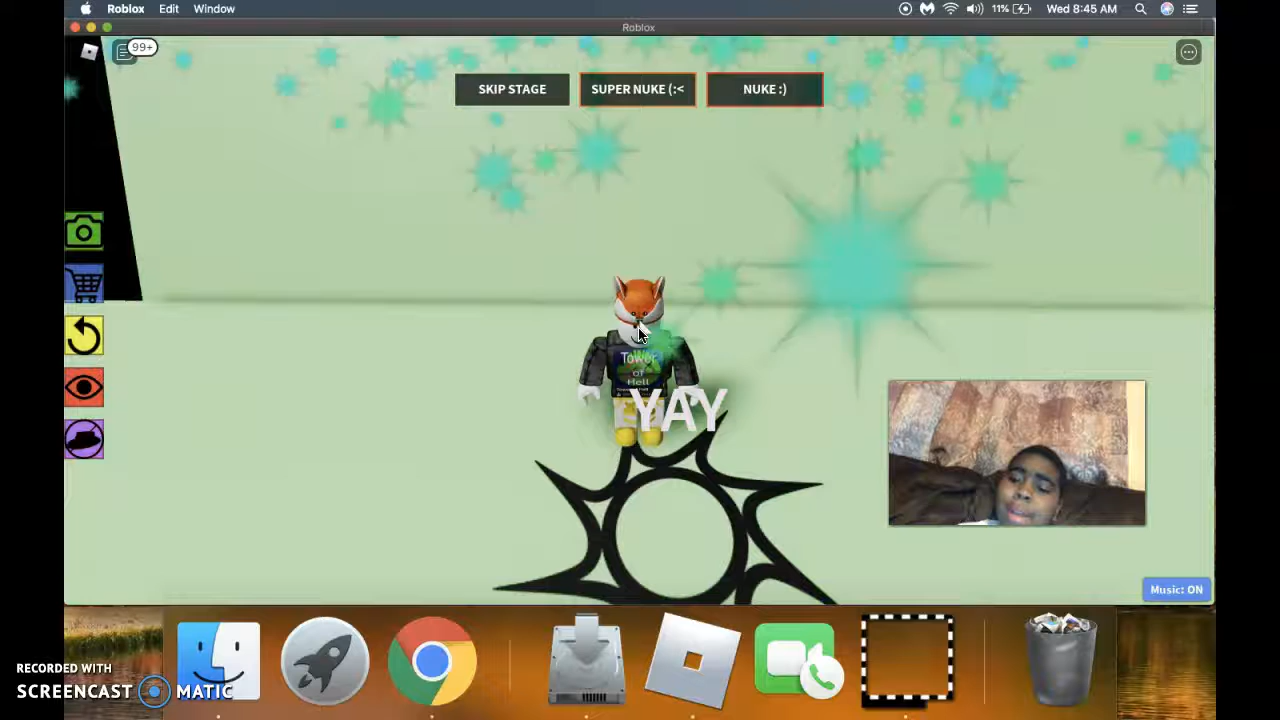 Roblox Edit Window 11% Wed 8:45 AM
Roblox
99+
SKIP STAGE SUPER NUKE (:< NUKE :)
Tower
of
Hell
YAY
Music: ON
RECORDED WITH
SCREENCAST MATIC